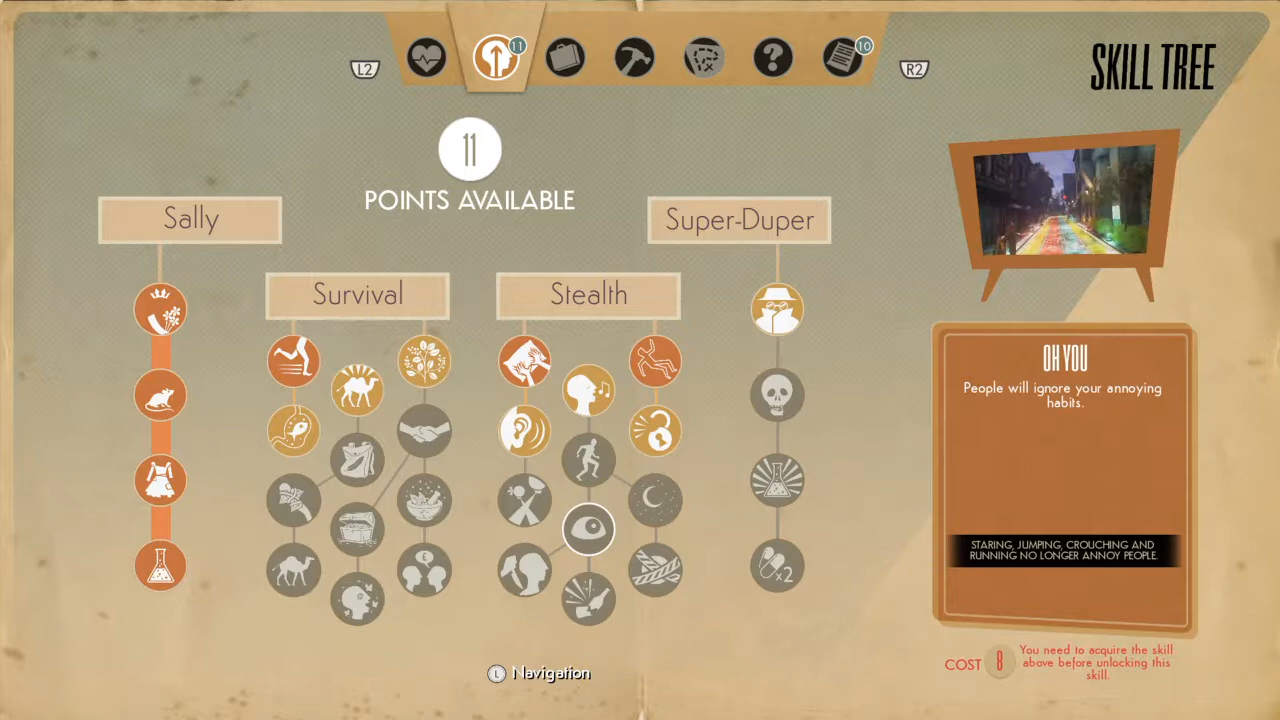 L2
11
10
R2
SKILL TREE
11
POINTS AVAILABLE
Sally
Super-Duper
Survival
Stealth
OH YOU
People will ignore your annoying
habits.
£
x2
STARING, JUMPING, CROUCHING AND
RUNNING NO LONGER ANNOY PEOPLE.
COST 8
You need to acquire the skill
above before unlocking this
skill.
L Navigation